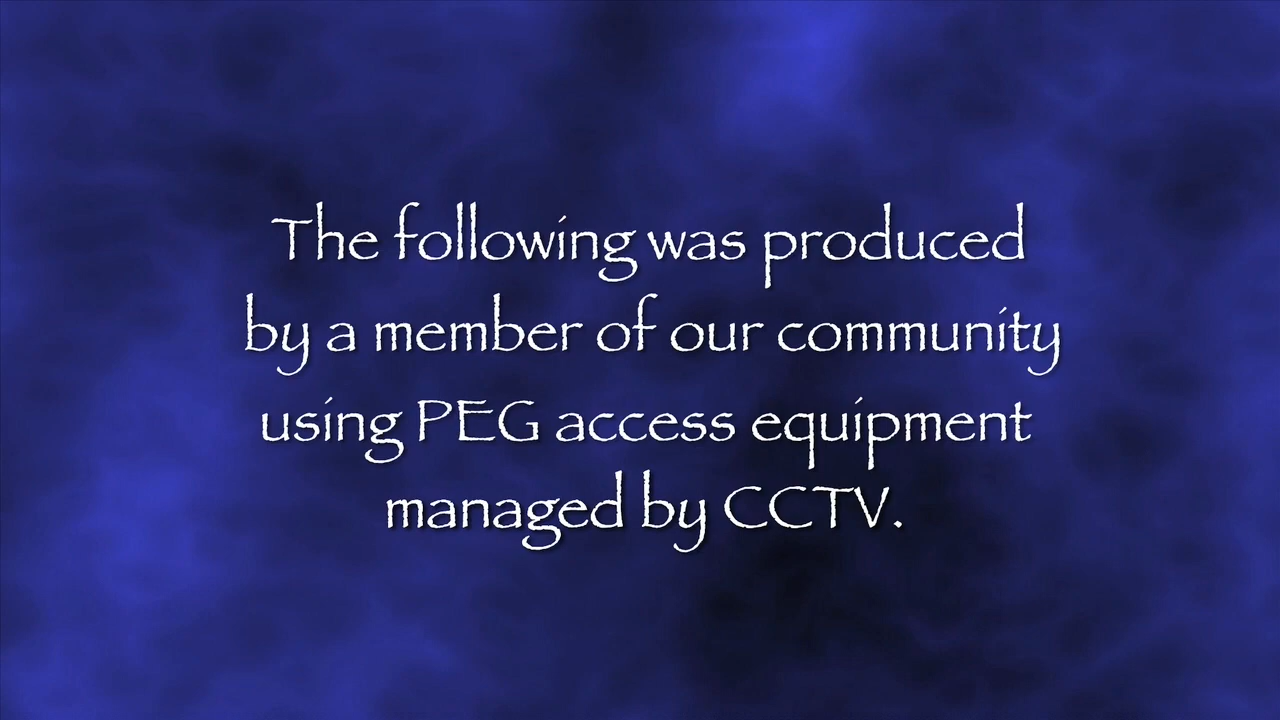 The following was produced
by a member of our community
using PEG access equipment
managed by CCTV.